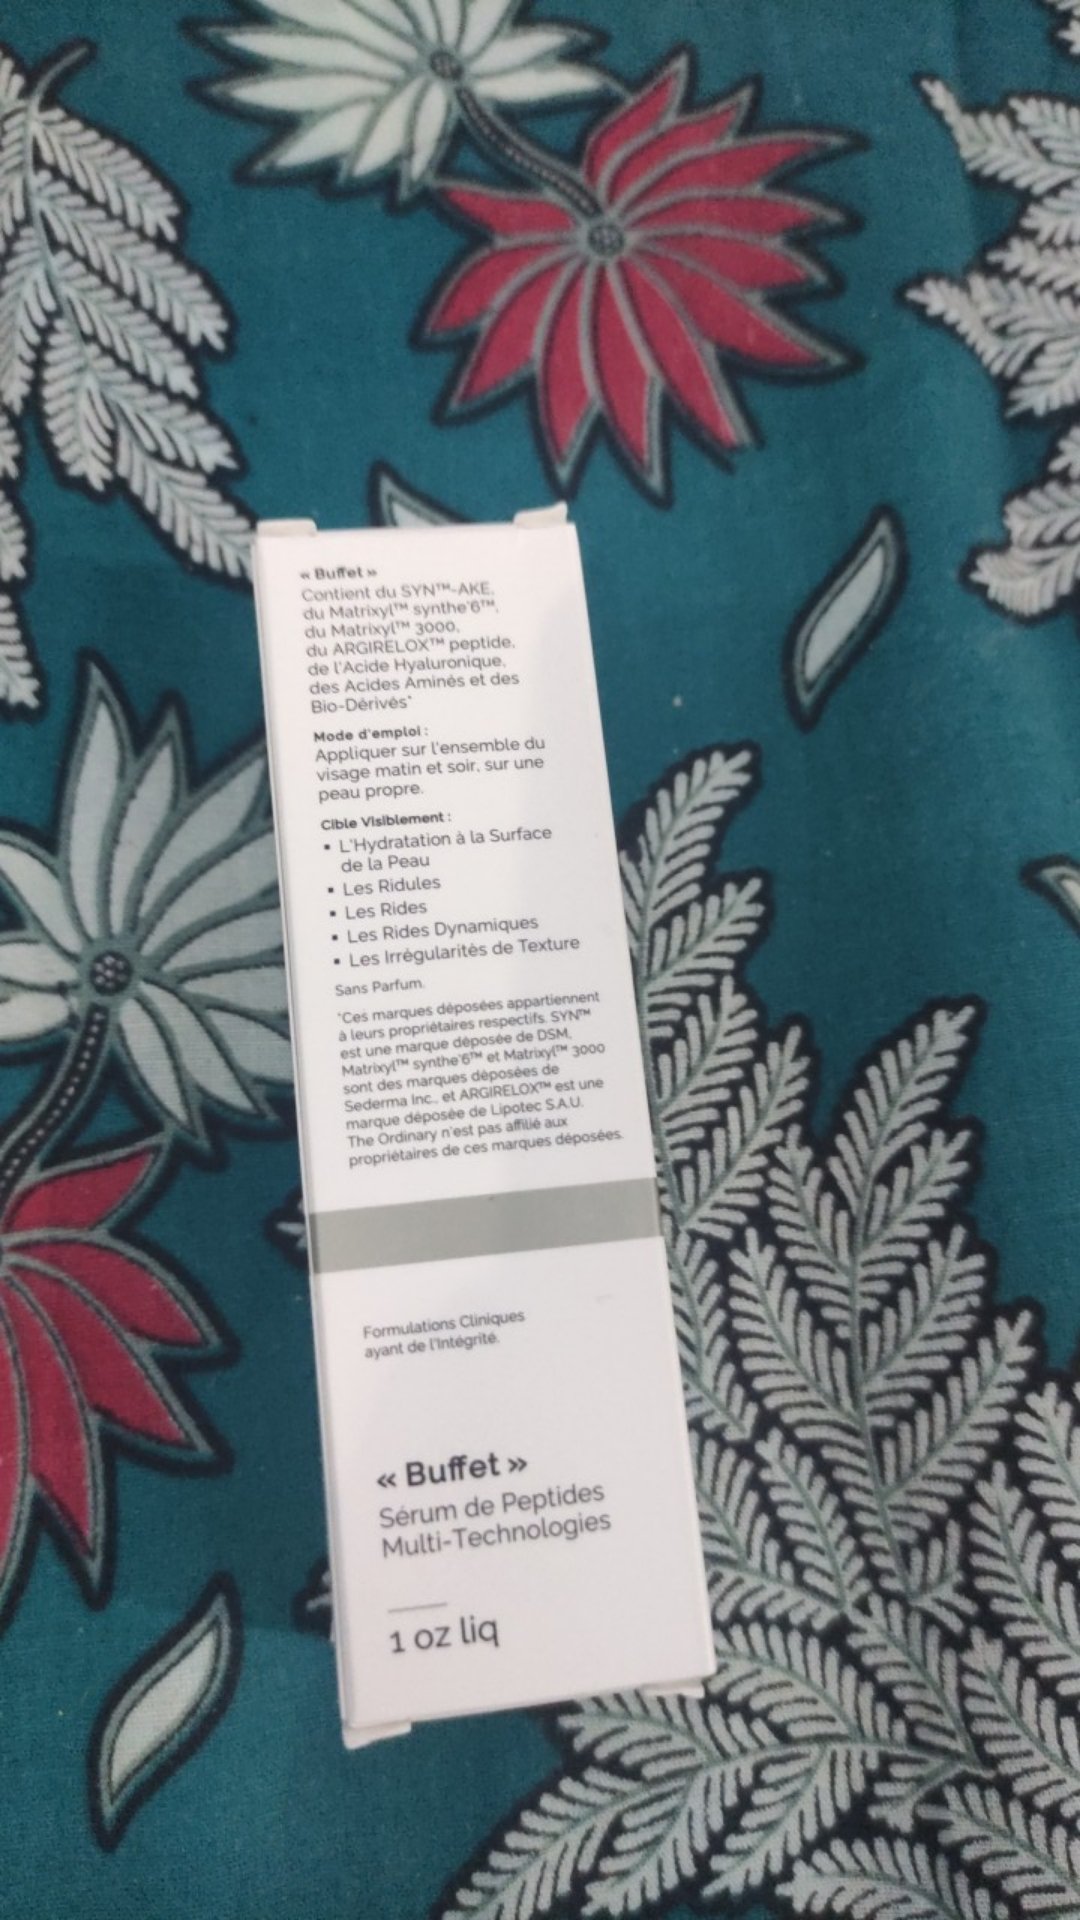 « Buffet »
Contient du SYN™-AKE,
du Matrixyl™ synthe'6™,
du Matrixyl™ 3000,
du ARGIRELOX™ peptide,
de l'Acide Hyaluronique,
des Acides Aminés et des
Bio-Dérivés*
Mode d'emploi :
Appliquer sur l'ensemble du
visage matin et soir, sur une
peau propre.
Cible Visiblement :
▪ L'Hydratation à la Surface
de la Peau
▪ Les Ridules
▪ Les Rides
▪ Les Rides Dynamiques
▪ Les Irrégularités de Texture
Sans Parfum.
*Ces marques déposées appartiennent
à leurs propriétaires respectifs. SYN™
est une marque déposée de DSM,
Matrixyl™ synthe'6™ et Matrixyl™ 3000
sont des marques déposées de
Sederma Inc., et ARGIRELOX™ est une
marque déposée de Lipotec S.A.U.
The Ordinary n'est pas affilié aux
propriétaires de ces marques déposées.
Formulations Cliniques
ayant de l'Intégrité.
« Buffet »
Sérum de Peptides
Multi-Technologies
1 oz liq